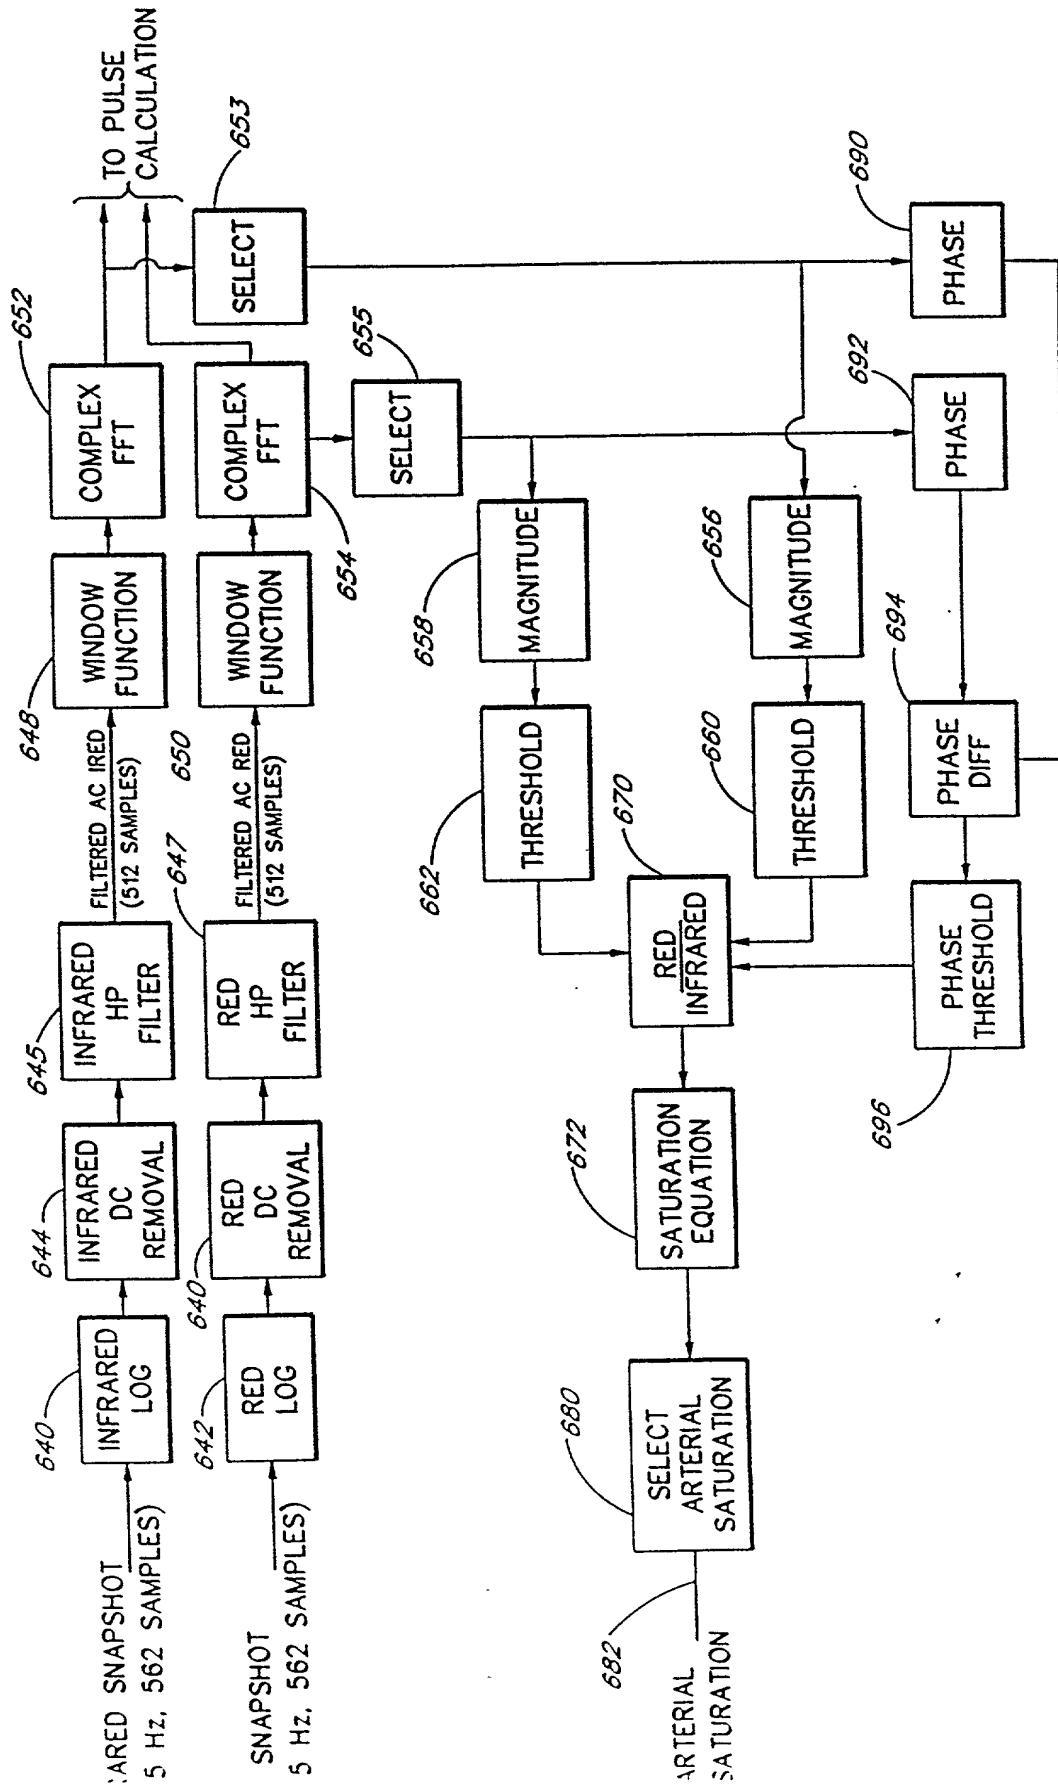 CARED SNAPSHOT
5 Hz, 562 SAMPLES)
640
INFRARED
LOG
644
INFRARED
DC
REMOVAL
645
INFRARED
HP
FILTER
FILTERED AC IRED
(512 SAMPLES)
648
WINDOW
FUNCTION
652
COMPLEX
FFT
TO PULSE
CALCULATION
SNAPSHOT
5 Hz, 562 SAMPLES)
642
RED
LOG
640
RED
DC
REMOVAL
647
RED
HP
FILTER
650
FILTERED AC RED
(512 SAMPLES)
WINDOW
FUNCTION
654
COMPLEX
FFT
653
SELECT
655
SELECT
662
THRESHOLD
658
MAGNITUDE
682
ARTERIAL
SATURATION
680
SELECT
ARTERIAL
SATURATION
672
SATURATION
EQUATION
670
RED
INFRARED
660
THRESHOLD
656
MAGNITUDE
696
PHASE
THRESHOLD
694
PHASE
DIFF
692
PHASE
690
PHASE